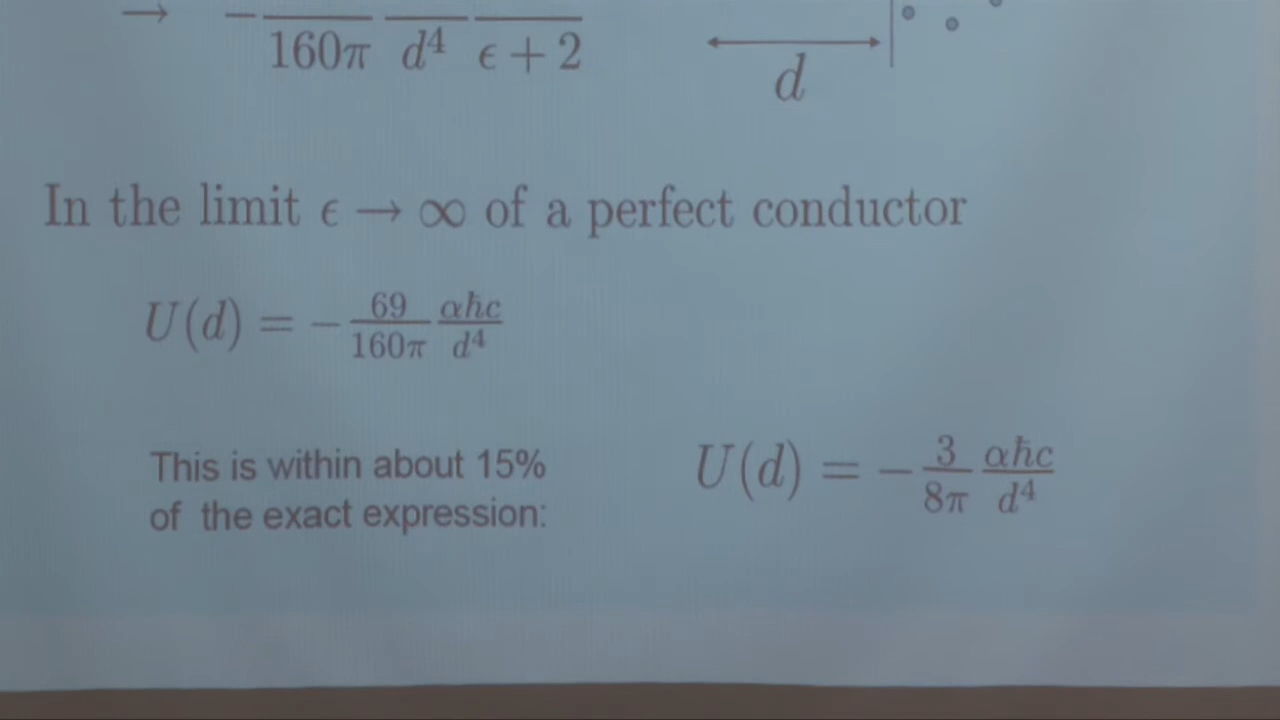 → − 160π d⁴ ϵ + 2
d
In the limit ϵ → ∞ of a perfect conductor
U(d) = − 69/160π αħc/d⁴
This is within about 15%
of the exact expression:
U(d) = − 3/8π αħc/d⁴